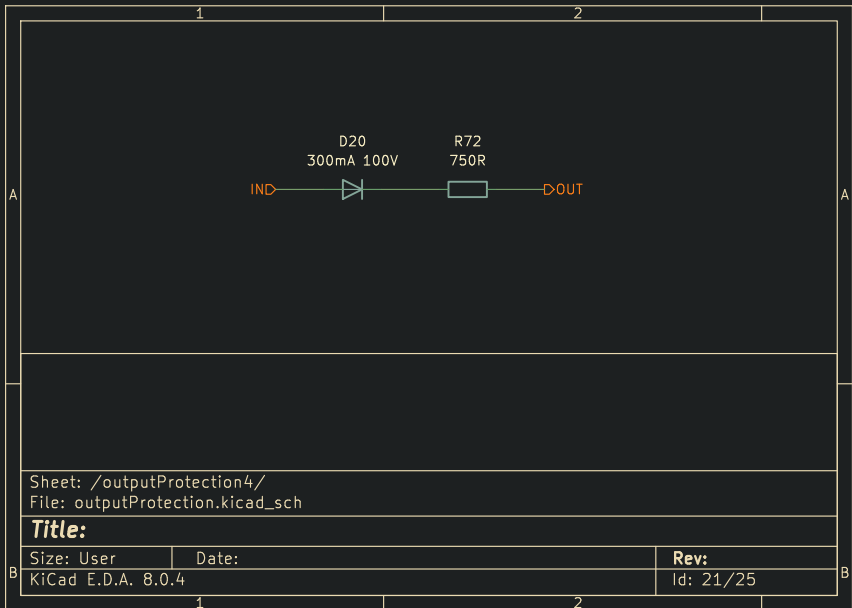 1 2
D20 R72
300mA 100V 750R
IN OUT
A A
Sheet: /outputProtection4/
File: outputProtection.kicad_sch
Title:
Size: User Date: Rev:
B B
KiCad E.D.A. 8.0.4 Id: 21/25
1 2